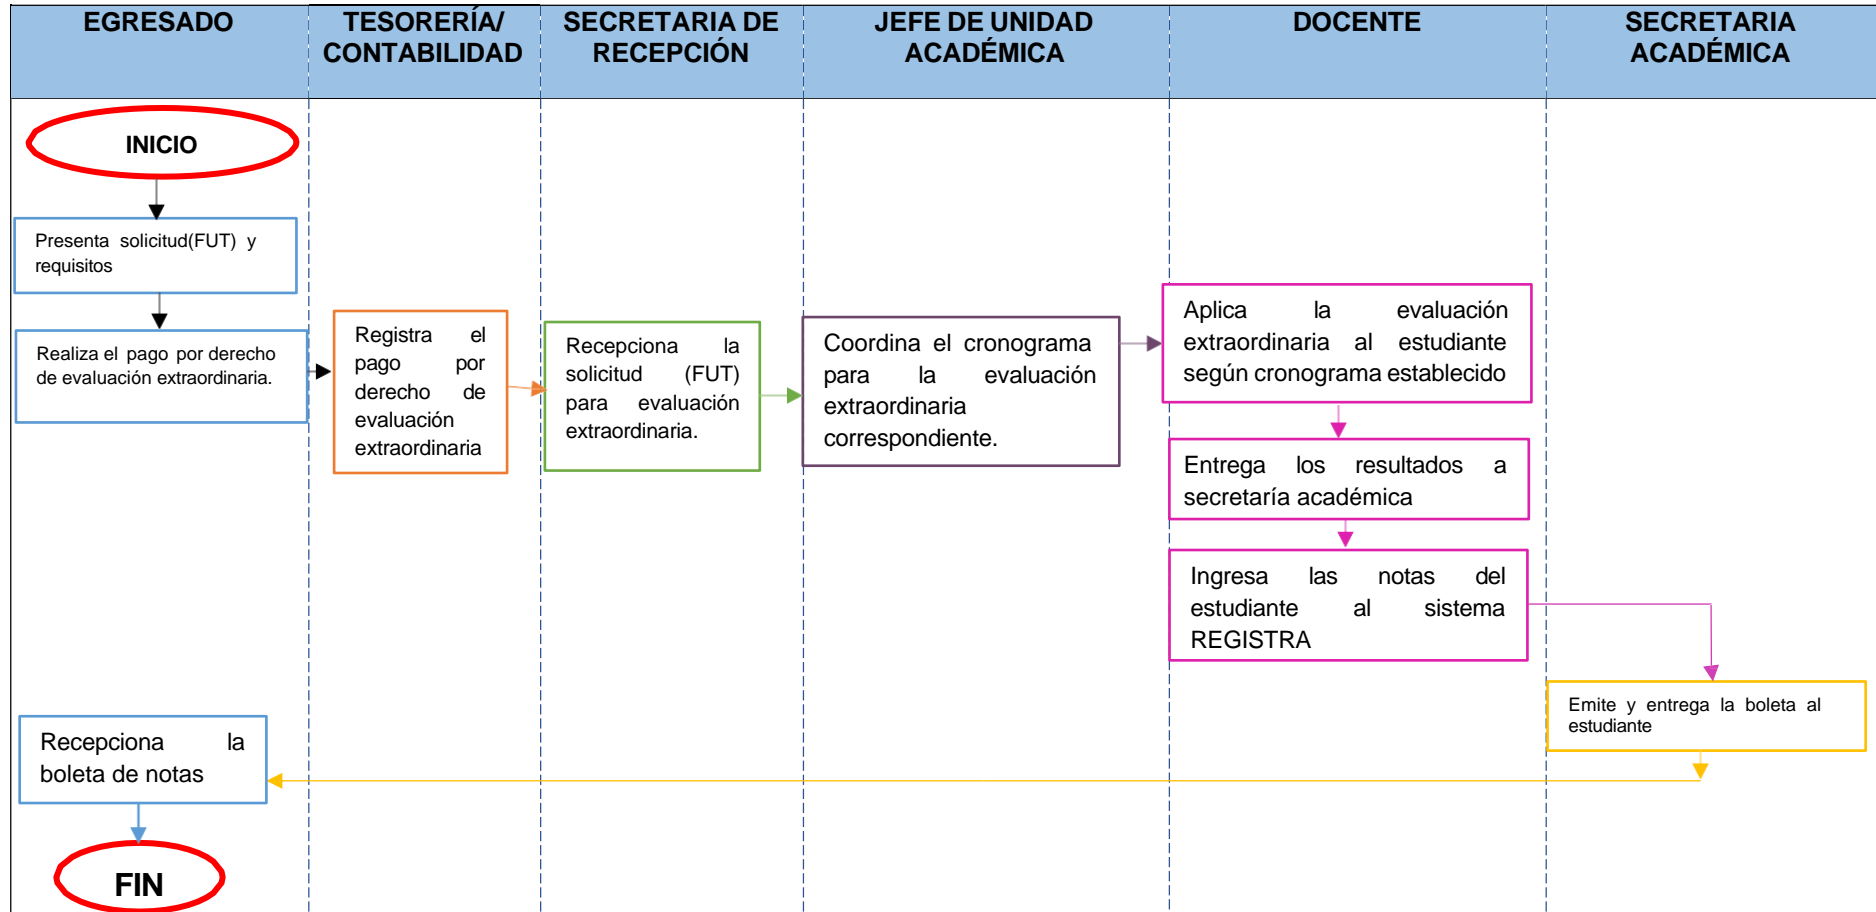 EGRESADO
TESORERÍA/
CONTABILIDAD
SECRETARIA DE
RECEPCIÓN
JEFE DE UNIDAD
ACADÉMICA
DOCENTE
SECRETARIA
ACADÉMICA
INICIO
Presenta solicitud(FUT) y
requisitos
Realiza el pago por derecho
de evaluación extraordinaria.
Registra el
pago por
derecho de
evaluación
extraordinaria
Recepciona la
solicitud (FUT)
para evaluación
extraordinaria.
Coordina el cronograma
para la evaluación
extraordinaria
correspondiente.
Aplica la evaluación
extraordinaria al estudiante
según cronograma establecido
Entrega los resultados a
secretaría académica
Ingresa las notas del
estudiante al sistema
REGISTRA
Emite y entrega la boleta al
estudiante
Recepciona la
boleta de notas
FIN